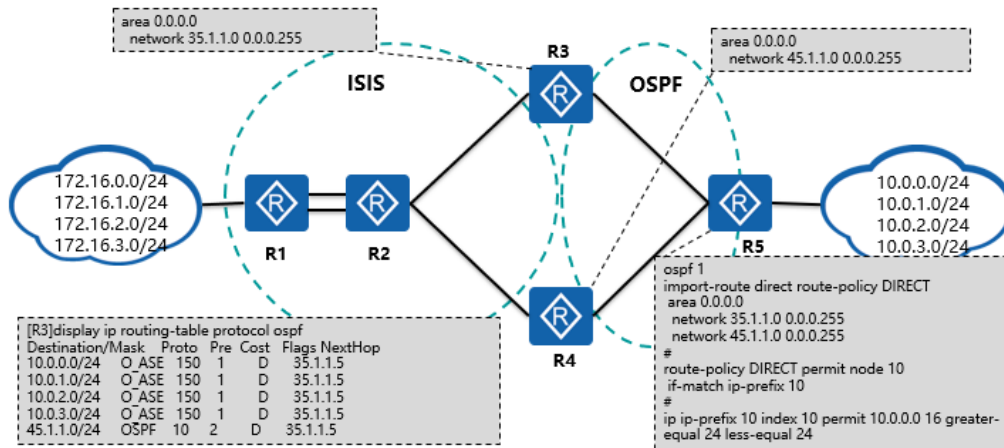 area 0.0.0.0
network 35.1.1.0 0.0.0.255
area 0.0.0.0
network 45.1.1.0 0.0.0.255
R3
ISIS
OSPF
R
172.16.0.0/24
172.16.1.0/24
172.16.2.0/24
172.16.3.0/24
R
R
R
10.0.0.0/24
10.0.1.0/24
10.0.2.0/24
10.0.3.0/24
R1
R2
R5
R
R4
ospf 1
import-route direct route-policy DIRECT
area 0.0.0.0
network 35.1.1.0 0.0.0.255
network 45.1.1.0 0.0.0.255
#
route-policy DIRECT permit node 10
if-match ip-prefix 10
#
ip ip-prefix 10 index 10 permit 10.0.0.0 16 greater-
equal 24 less-equal 24
[R3]display ip routing-table protocol ospf
Destination/Mask Proto Pre Cost Flags NextHop
10.0.0.0/24 O_ASE 150 1 D 35.1.1.5
10.0.1.0/24 O_ASE 150 1 D 35.1.1.5
10.0.2.0/24 O_ASE 150 1 D 35.1.1.5
10.0.3.0/24 O_ASE 150 1 D 35.1.1.5
45.1.1.0/24 OSPF 10 2 D 35.1.1.5